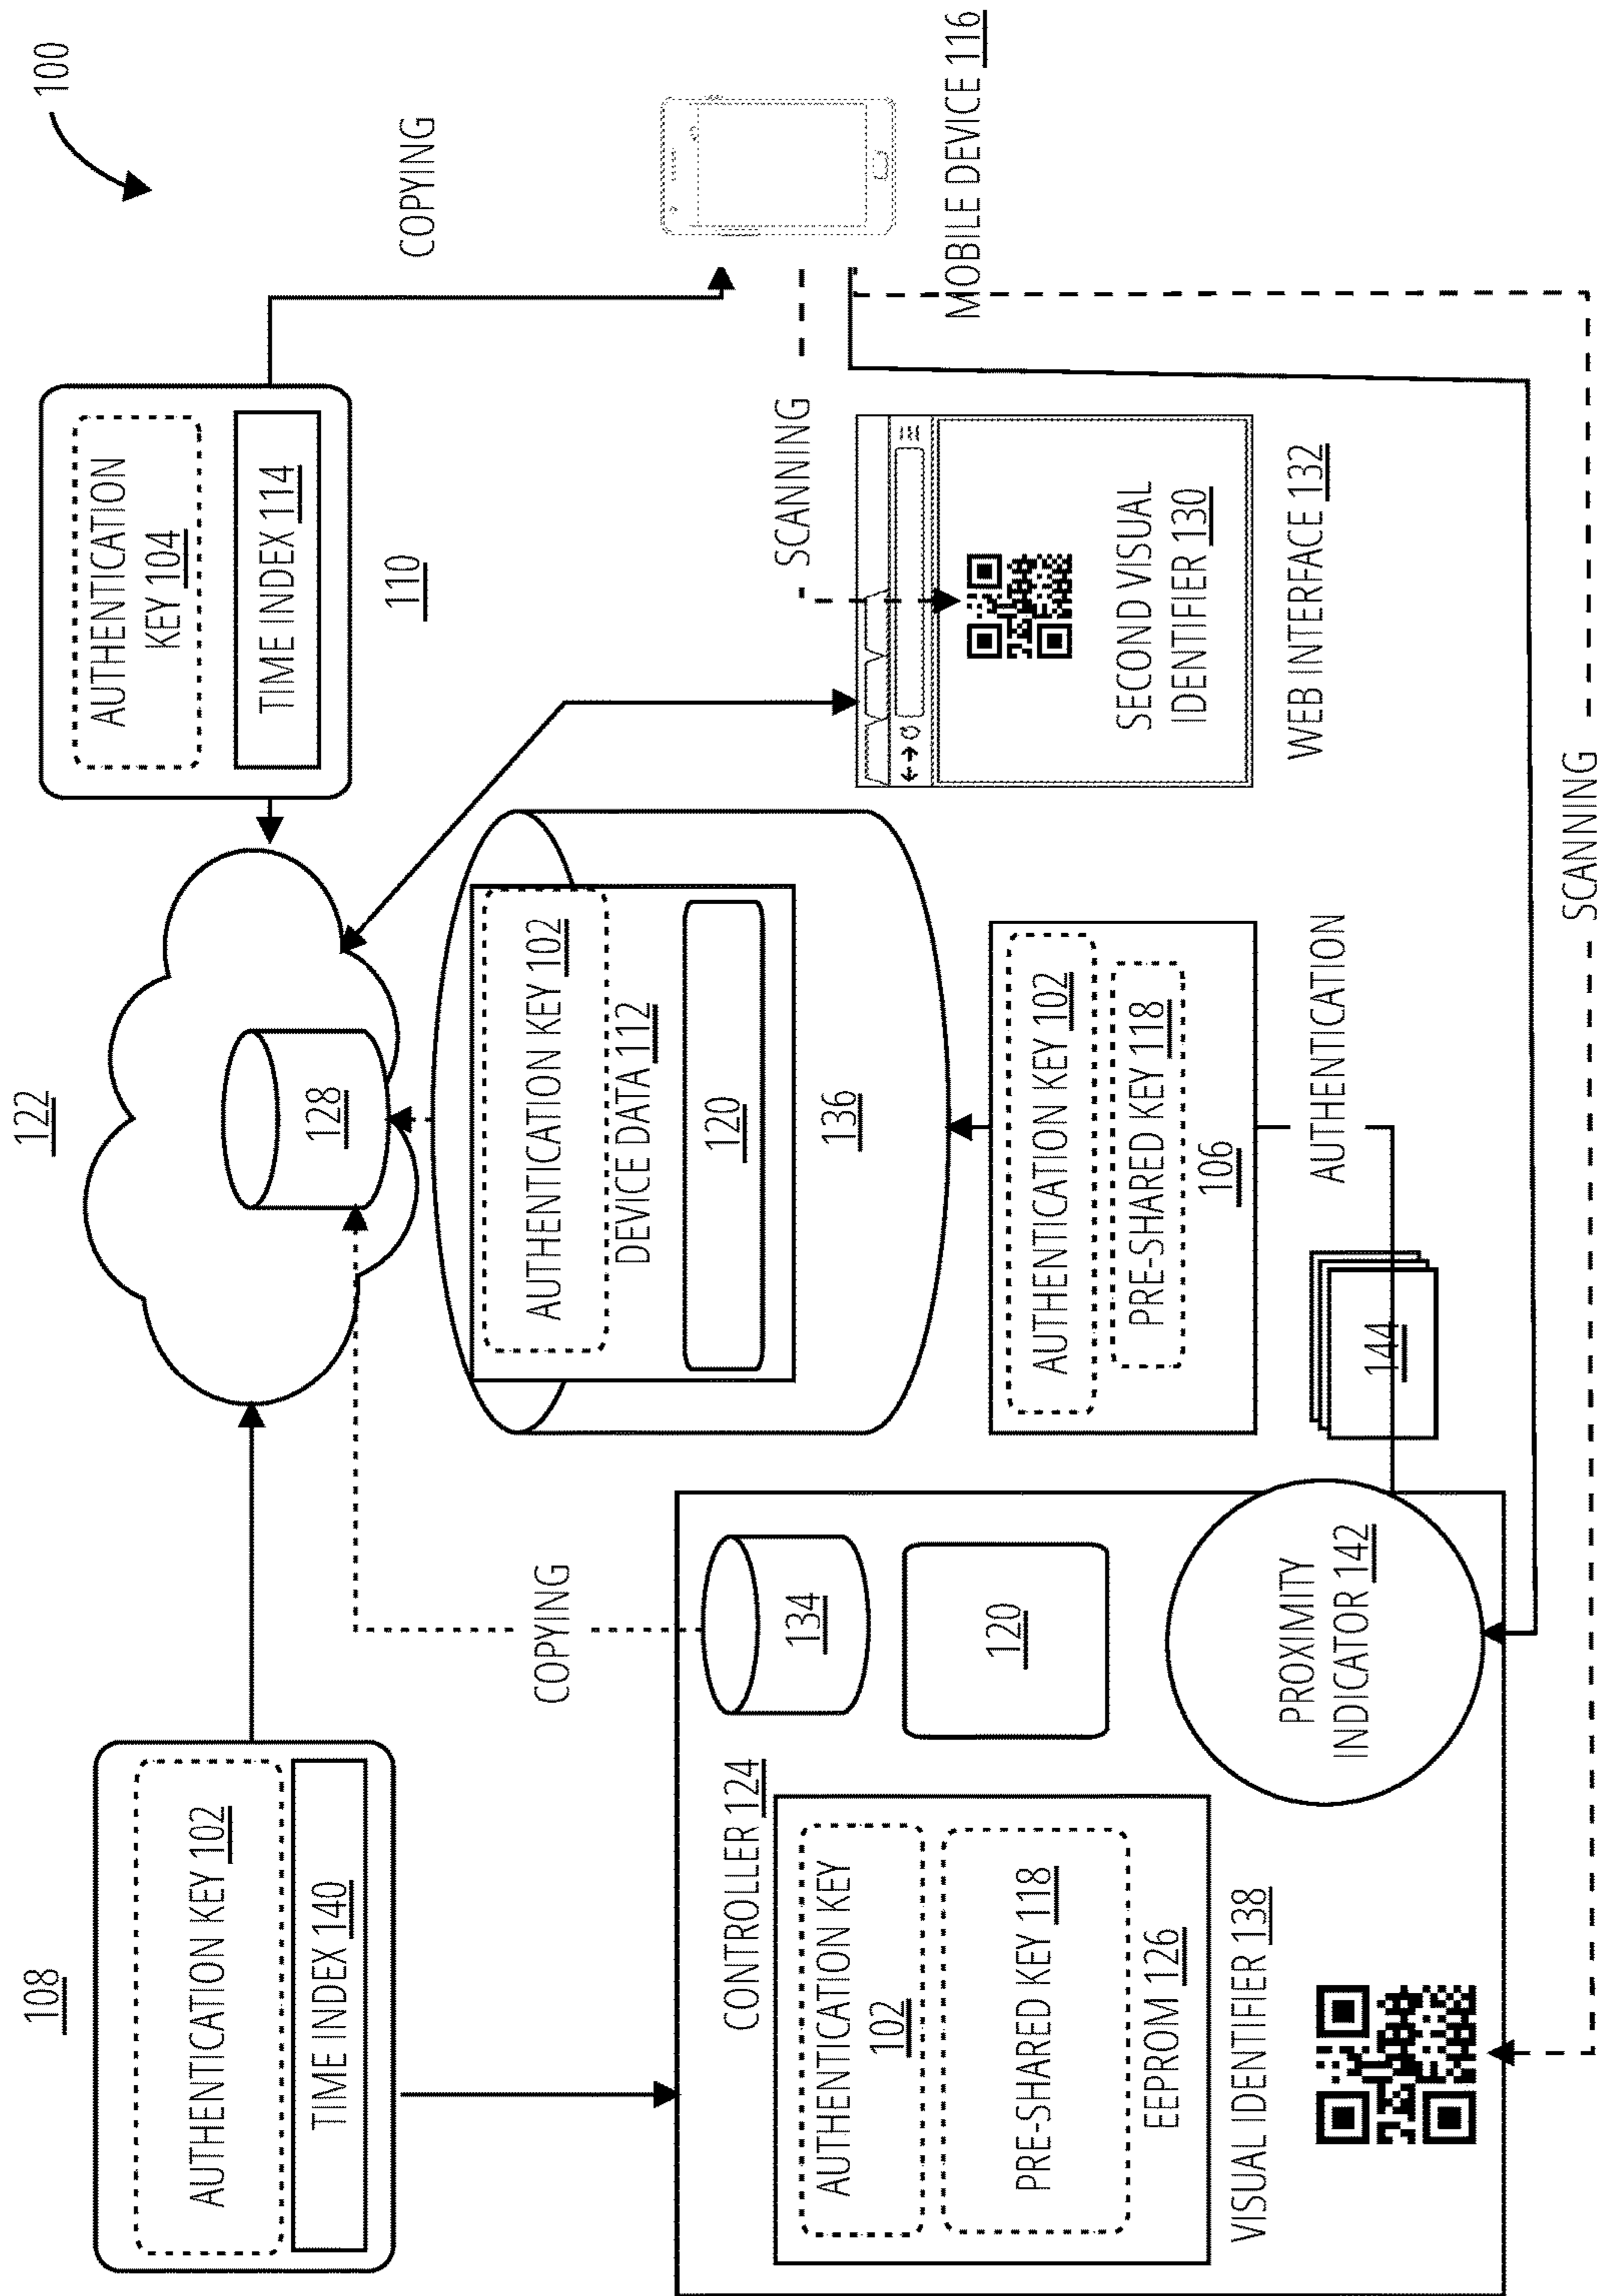 100
108
AUTHENTICATION KEY 102
TIME INDEX 140
122
128
AUTHENTICATION
KEY 104
TIME INDEX 114
110
COPYING
COPYING
CONTROLLER 124
AUTHENTICATION KEY
102
PRE-SHARED KEY 118
EEPROM 126
VISUAL IDENTIFIER 138
134
120
PROXIMITY
INDICATOR 142
AUTHENTICATION KEY 102
DEVICE DATA 112
120
136
AUTHENTICATION KEY 102
PRE-SHARED KEY 118
106
AUTHENTICATION
144
SCANNING
SECOND VISUAL
IDENTIFIER 130
WEB INTERFACE 132
MOBILE DEVICE 116
SCANNING